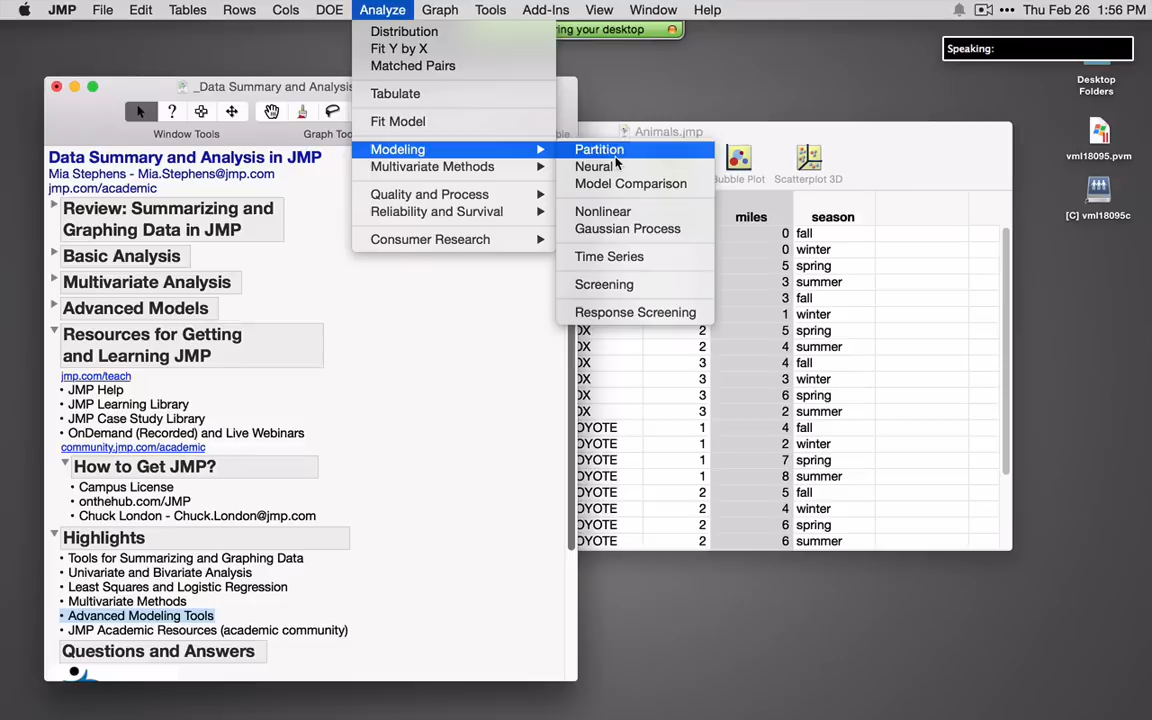 JMP File Edit Tables Rows Cols DOE Analyze Graph Tools Add-Ins View Window Help Thu Feb 26 1:56 PM
ring your desktop
Speaking:
Desktop
Folders
vml18095.pvm
[C] vml18095c
Distribution
Fit Y by X
Matched Pairs
Tabulate
Fit Model
Modeling
Multivariate Methods
Quality and Process
Reliability and Survival
Consumer Research
Partition
Neural
Model Comparison
Nonlinear
Gaussian Process
Time Series
Screening
Response Screening
_Data Summary and Analysis
Window Tools Graph Too
Data Summary and Analysis in JMP
Mia Stephens - Mia.Stephens@jmp.com
jmp.com/academic
Review: Summarizing and
Graphing Data in JMP
Basic Analysis
Multivariate Analysis
Advanced Models
Resources for Getting
and Learning JMP
jmp.com/teach
• JMP Help
• JMP Learning Library
• JMP Case Study Library
• OnDemand (Recorded) and Live Webinars
community.jmp.com/academic
How to Get JMP?
• Campus License
• onthehub.com/JMP
• Chuck London - Chuck.London@jmp.com
Highlights
• Tools for Summarizing and Graphing Data
• Univariate and Bivariate Analysis
• Least Squares and Logistic Regression
• Multivariate Methods
• Advanced Modeling Tools
• JMP Academic Resources (academic community)
Questions and Answers
Animals.jmp
Bubble Plot Scatterplot 3D
miles season
0 fall
0 winter
5 spring
3 summer
3 fall
1 winter
OX 2 5 spring
OX 2 4 summer
OX 3 4 fall
OX 3 3 winter
OX 3 6 spring
OX 3 2 summer
OYOTE 1 4 fall
OYOTE 1 2 winter
OYOTE 1 7 spring
OYOTE 1 8 summer
OYOTE 2 5 fall
OYOTE 2 4 winter
OYOTE 2 6 spring
OYOTE 2 6 summer